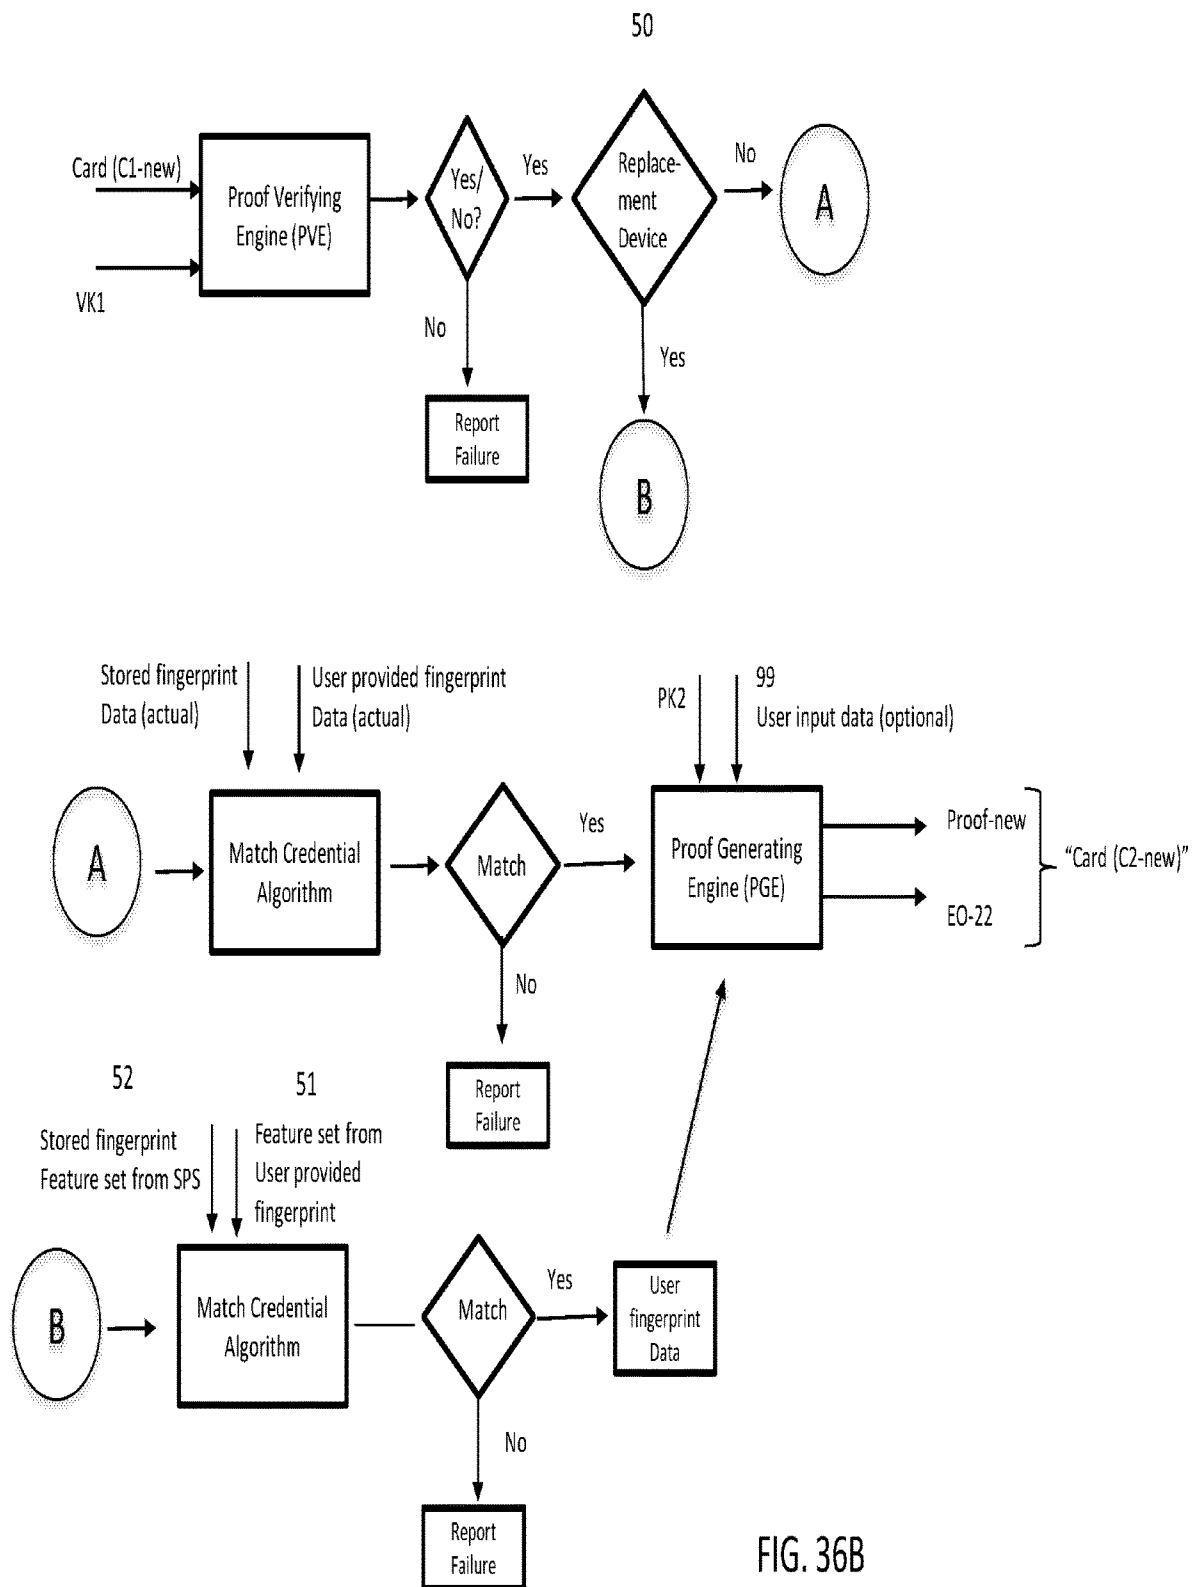 50
Card (C1-new)
VK1
Proof Verifying
Engine (PVE)
Yes/
No?
Yes
No
Report
Failure
Replace-
ment
Device
No
A
Yes
B
Stored fingerprint
Data (actual)
User provided fingerprint
Data (actual)
PK2
99
User input data (optional)
A
Match Credential
Algorithm
Match
Yes
No
Report
Failure
Proof Generating
Engine (PGE)
Proof-new
EO-22
“Card (C2-new)”
52
Stored fingerprint
Feature set from SPS
51
Feature set from
User provided
fingerprint
B
Match Credential
Algorithm
Match
Yes
No
Report
Failure
User
fingerprint
Data
FIG. 36B